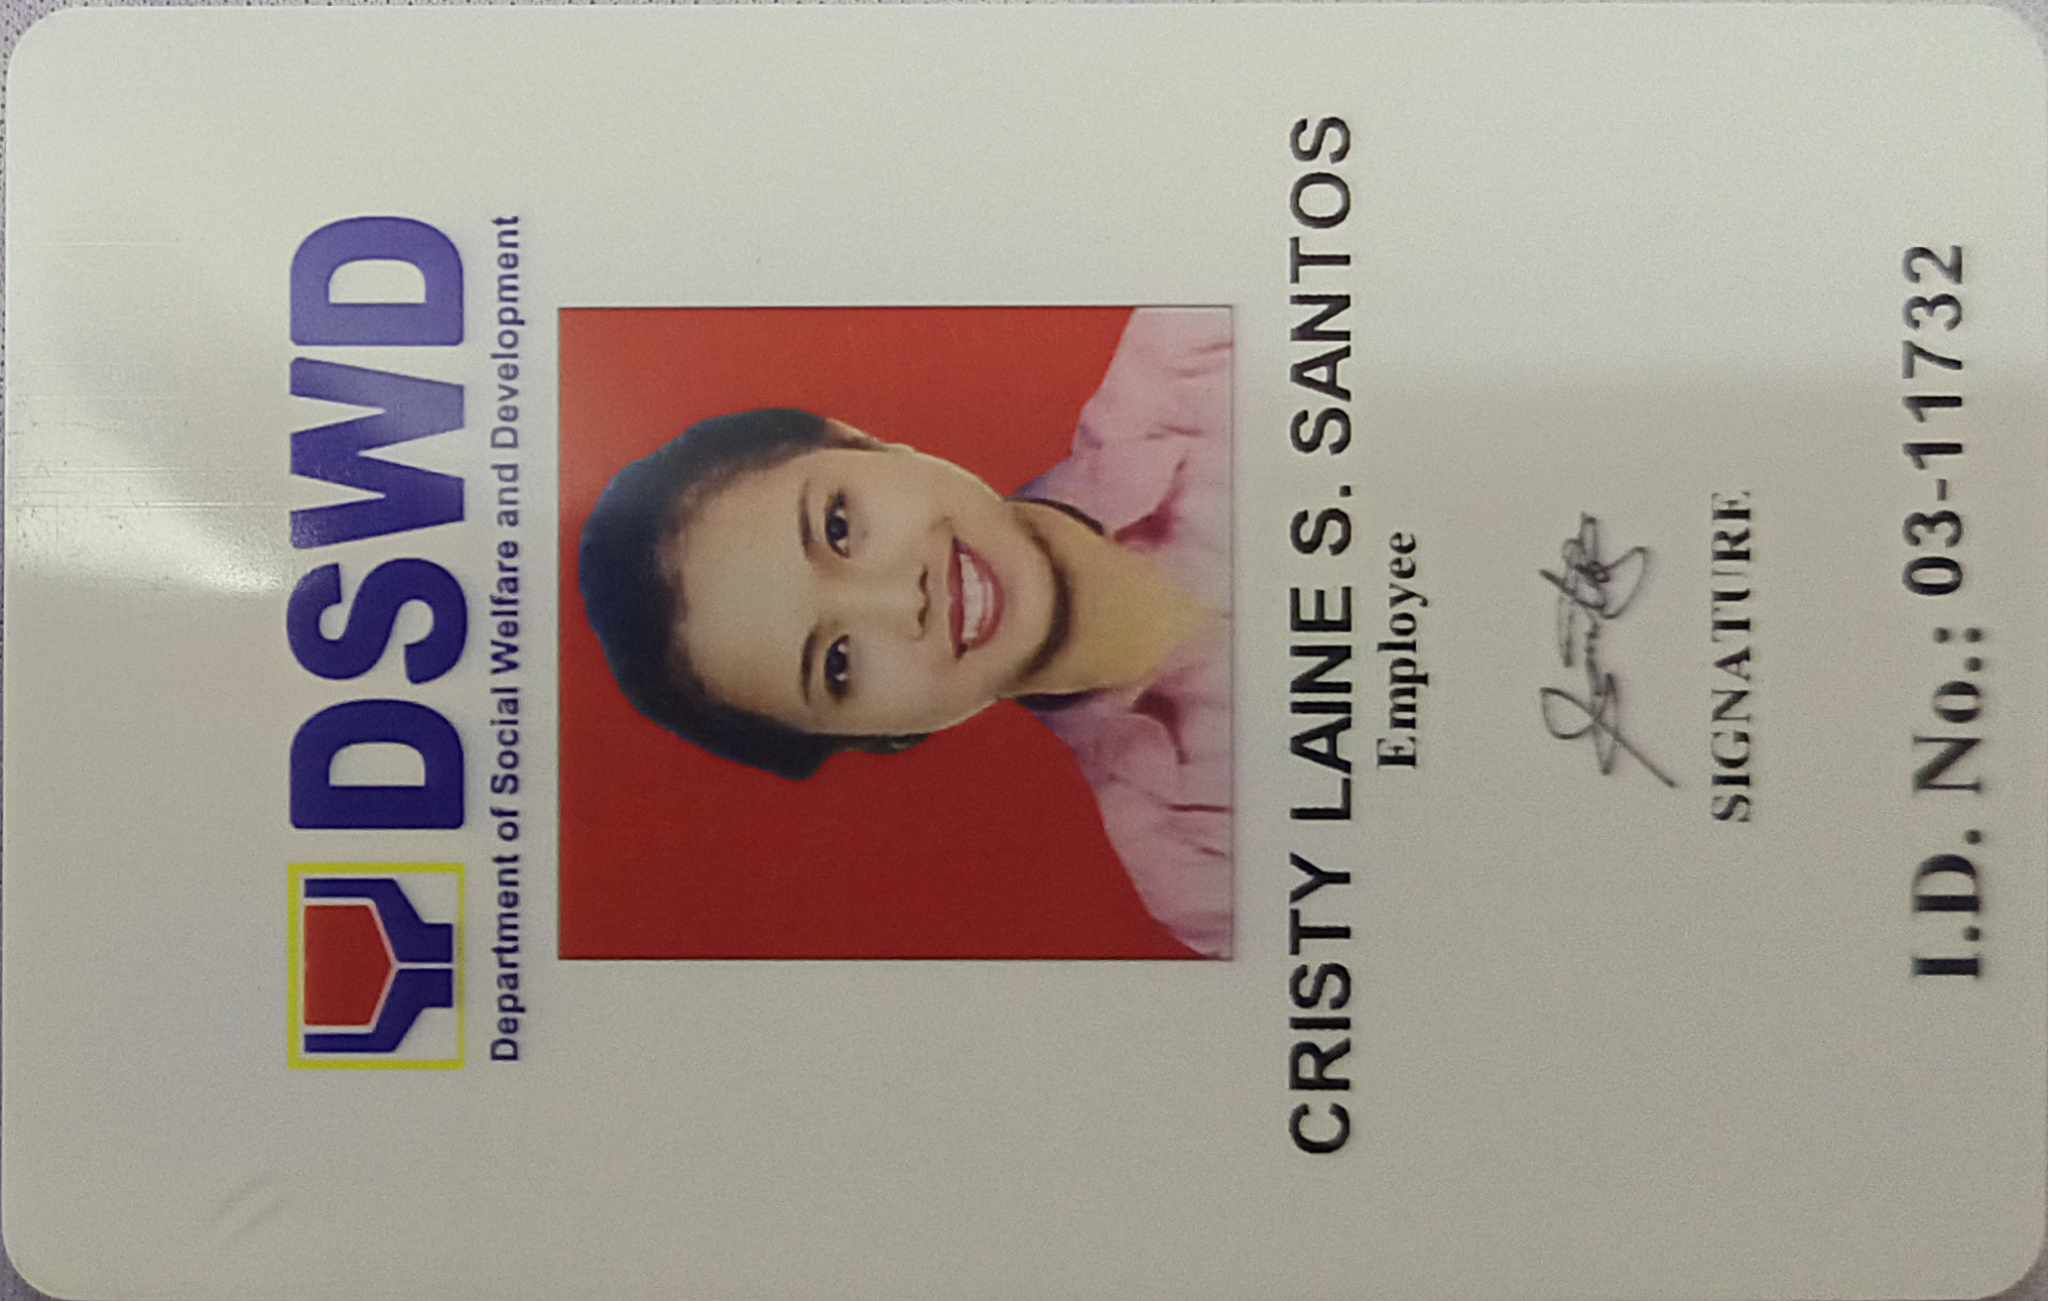 DSWD
Department of Social Welfare and Development
CRISTY LAINE S. SANTOS
Employee
SIGNATURE
I.D. No.: 03-11732